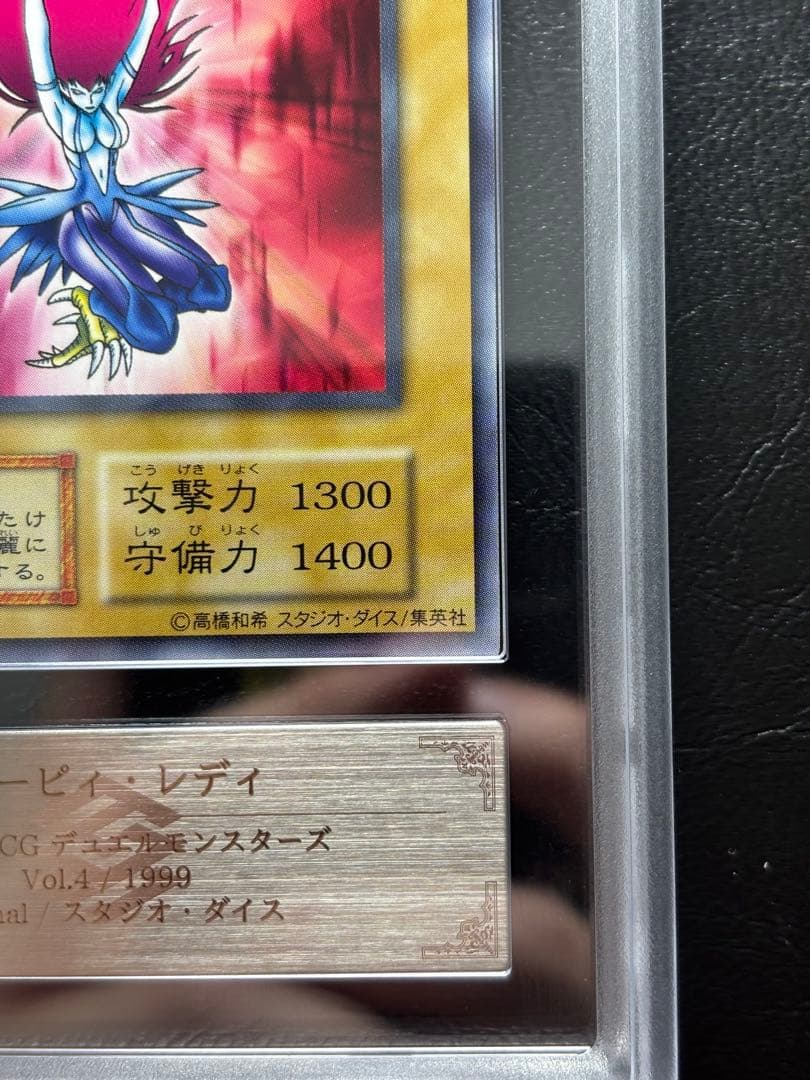 たけ
麗に
する。
こう げき りょく
攻撃力 1300
しゅ び りょく
守備力 1400
©高橋和希 スタジオ・ダイス/集英社
ーピィ・レディ
CG デュエルモンスターズ
Vol.4 / 1999
nal / スタジオ・ダイス